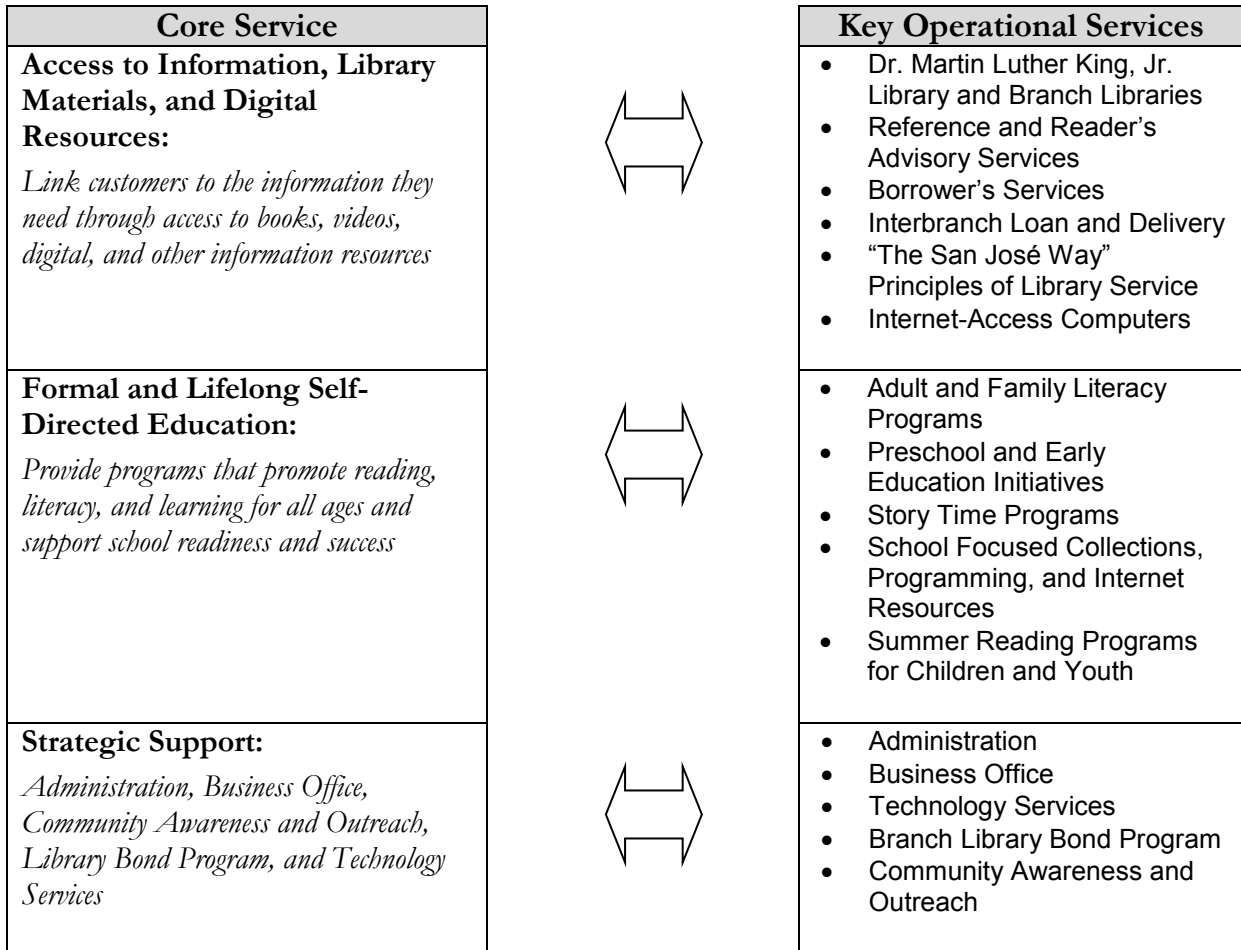 Core Service
Access to Information, Library
Materials, and Digital
Resources:
Link customers to the information they
need through access to books, videos,
digital, and other information resources
Key Operational Services
• Dr. Martin Luther King, Jr.
Library and Branch Libraries
• Reference and Reader’s
Advisory Services
• Borrower’s Services
• Interbranch Loan and Delivery
• “The San José Way”
Principles of Library Service
• Internet-Access Computers
Formal and Lifelong Self-
Directed Education:
Provide programs that promote reading,
literacy, and learning for all ages and
support school readiness and success
• Adult and Family Literacy
Programs
• Preschool and Early
Education Initiatives
• Story Time Programs
• School Focused Collections,
Programming, and Internet
Resources
• Summer Reading Programs
for Children and Youth
Strategic Support:
Administration, Business Office,
Community Awareness and Outreach,
Library Bond Program, and Technology
Services
• Administration
• Business Office
• Technology Services
• Branch Library Bond Program
• Community Awareness and
Outreach